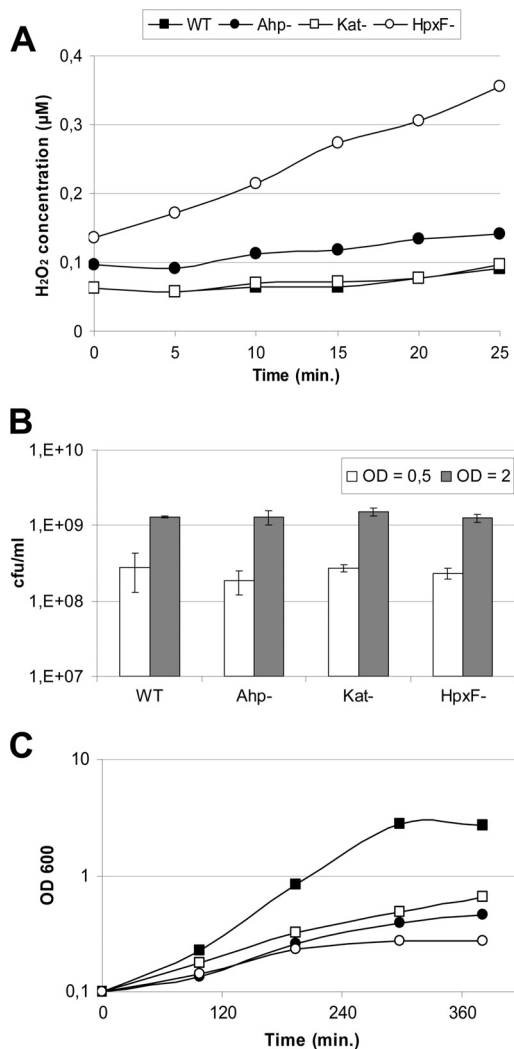 WT Ahp- Kat- HpxF-
A
0,4
0,3
0,2
0,1
0
H₂O₂ concentration (µM)
0 5 10 15 20 25
Time (min.)
B
1,E+10
1,E+09
1,E+08
1,E+07
cfu/ml
OD = 0,5 OD = 2
WT Ahp- Kat- HpxF-
C
10
1
0,1
OD 600
0 120 240 360
Time (min.)